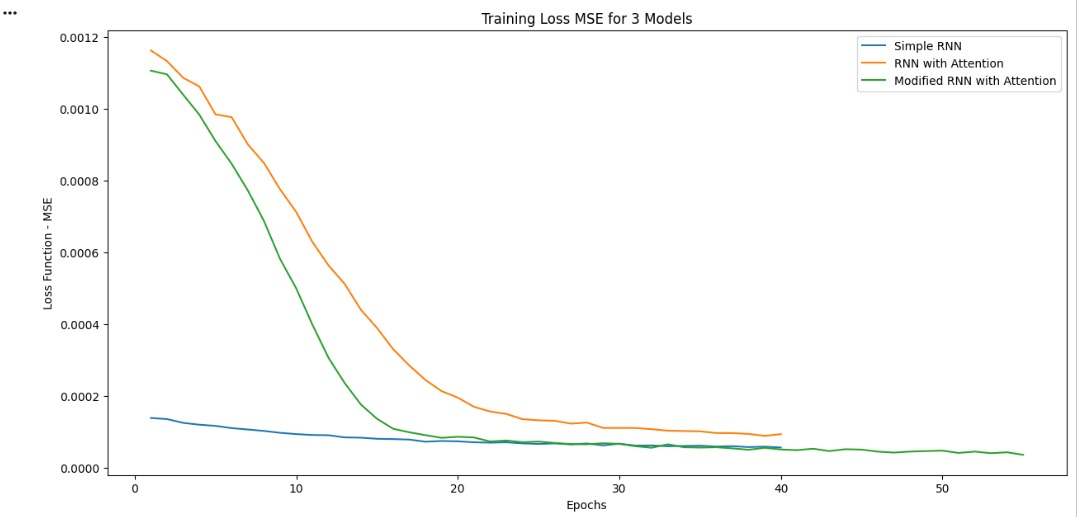 Training Loss MSE for 3 Models
Simple RNN
RNN with Attention
Modified RNN with Attention
Loss Function - MSE
0.0012
0.0010
0.0008
0.0006
0.0004
0.0002
0.0000
0 10 20 30 40 50
Epochs